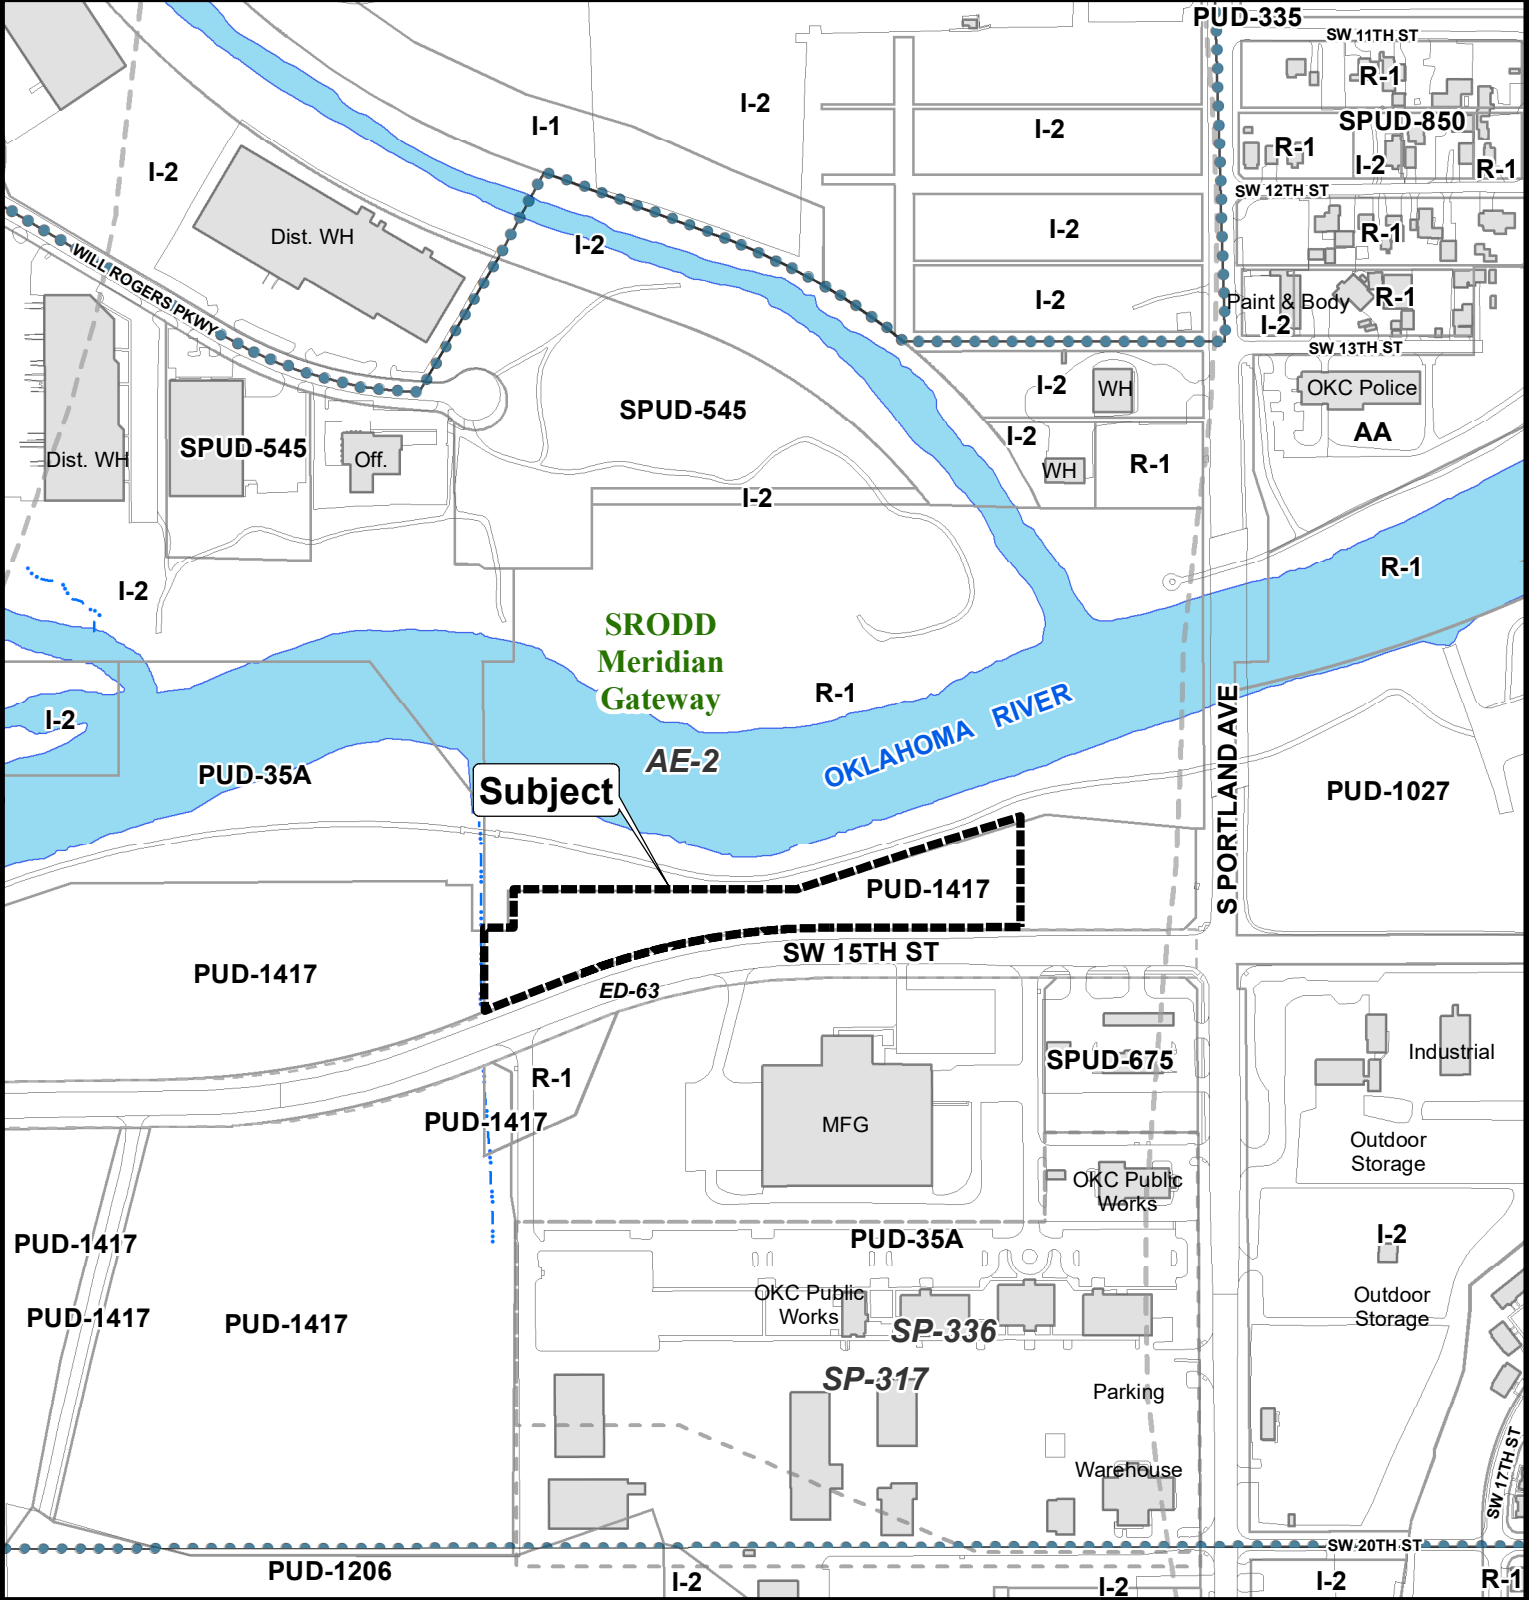 PUD-335
SW 11TH ST
I-2
R-1
I-1
I-2
SPUD-850
R-1
I-2
R-1
I-2
SW 12TH ST
Dist. WH
I-2
I-2
R-1
WILL ROGERS PKWY
I-2
Paint & Body
R-1
I-2
SW 13TH ST
I-2
WH
OKC Police
SPUD-545
AA
SPUD-545
I-2
Dist. WH
Off.
WH
R-1
I-2
R-1
I-2
SRODD
Meridian
Gateway
R-1
OKLAHOMA RIVER
I-2
S PORTLAND AVE
AE-2
PUD-35A
Subject
PUD-1027
PUD-1417
SW 15TH ST
PUD-1417
ED-63
Industrial
SPUD-675
R-1
PUD-1417
MFG
Outdoor
Storage
OKC Public
Works
PUD-1417
PUD-35A
I-2
OKC Public
Works
Outdoor
Storage
PUD-1417
PUD-1417
SP-336
SP-317
Parking
Warehouse
SW 17TH ST
SW 20TH ST
PUD-1206
I-2
I-2
I-2
R-1